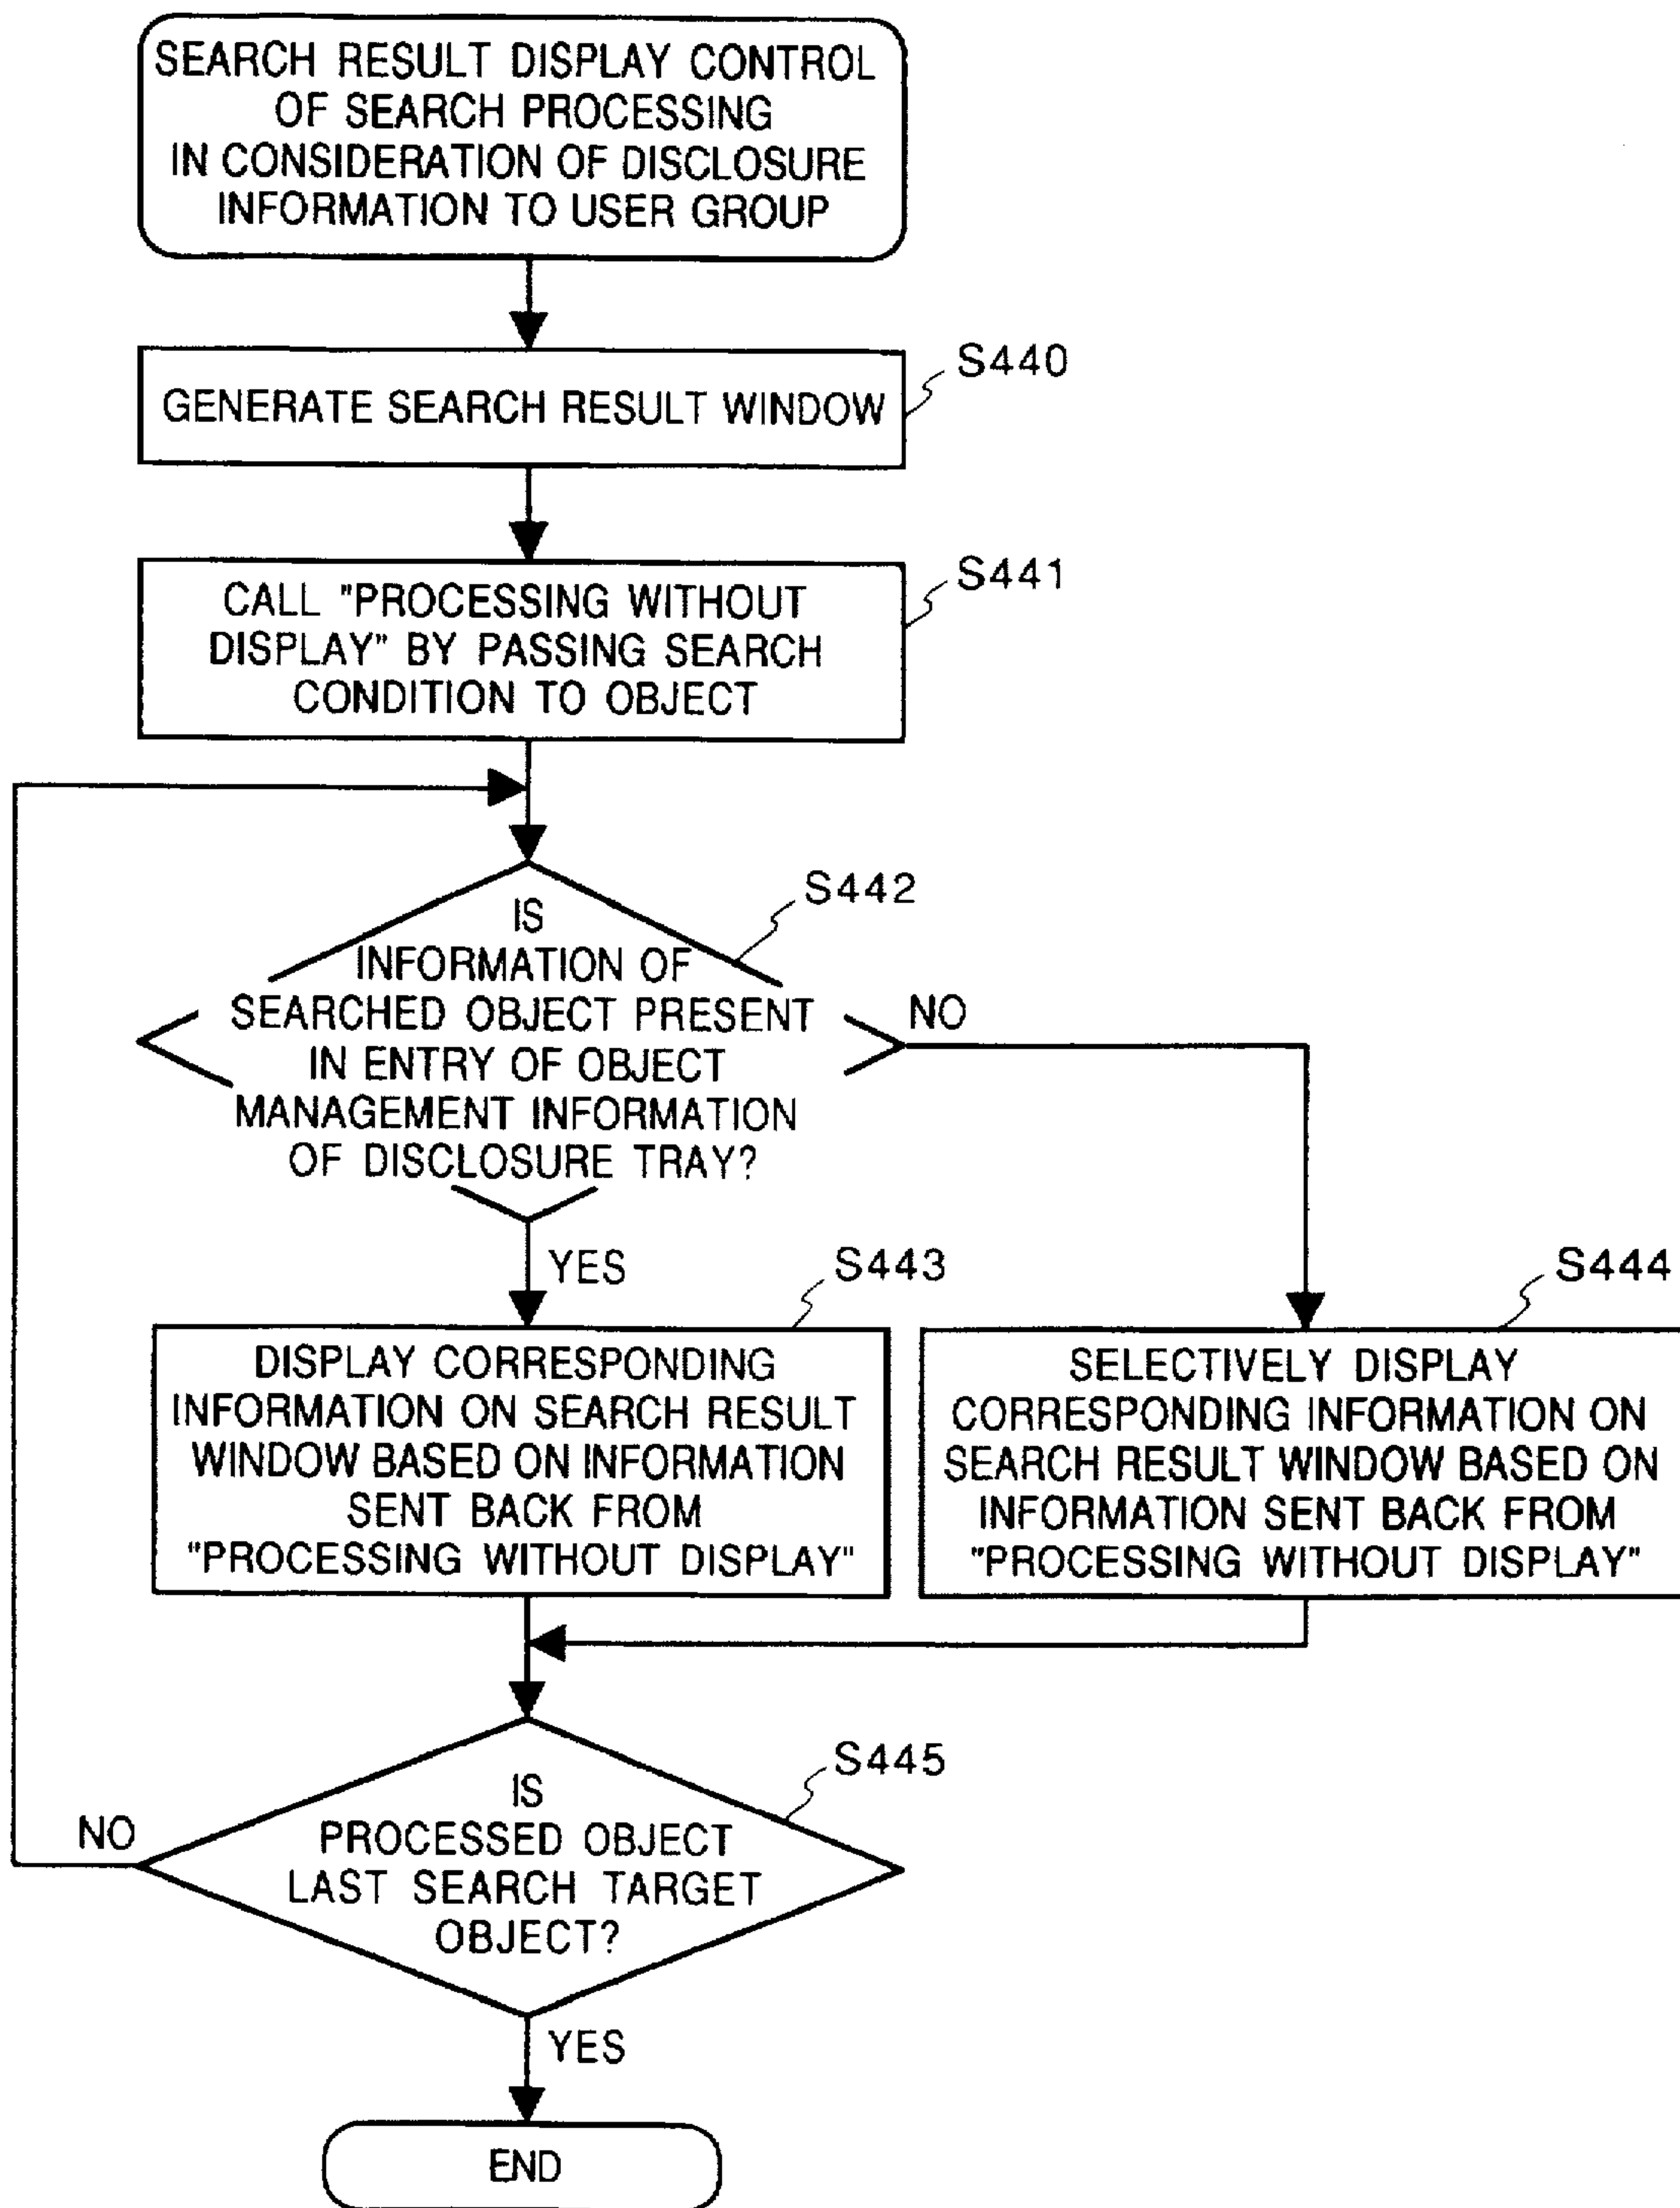 SEARCH RESULT DISPLAY CONTROL
OF SEARCH PROCESSING
IN CONSIDERATION OF DISCLOSURE
INFORMATION TO USER GROUP
S440
GENERATE SEARCH RESULT WINDOW
S441
CALL "PROCESSING WITHOUT
DISPLAY" BY PASSING SEARCH
CONDITION TO OBJECT
S442
IS
INFORMATION OF
SEARCHED OBJECT PRESENT
IN ENTRY OF OBJECT
MANAGEMENT INFORMATION
OF DISCLOSURE TRAY?
NO
YES
S443
DISPLAY CORRESPONDING
INFORMATION ON SEARCH RESULT
WINDOW BASED ON INFORMATION
SENT BACK FROM
"PROCESSING WITHOUT DISPLAY"
S444
SELECTIVELY DISPLAY
CORRESPONDING INFORMATION ON
SEARCH RESULT WINDOW BASED ON
INFORMATION SENT BACK FROM
"PROCESSING WITHOUT DISPLAY"
S445
IS
PROCESSED OBJECT
LAST SEARCH TARGET
OBJECT?
NO
YES
END